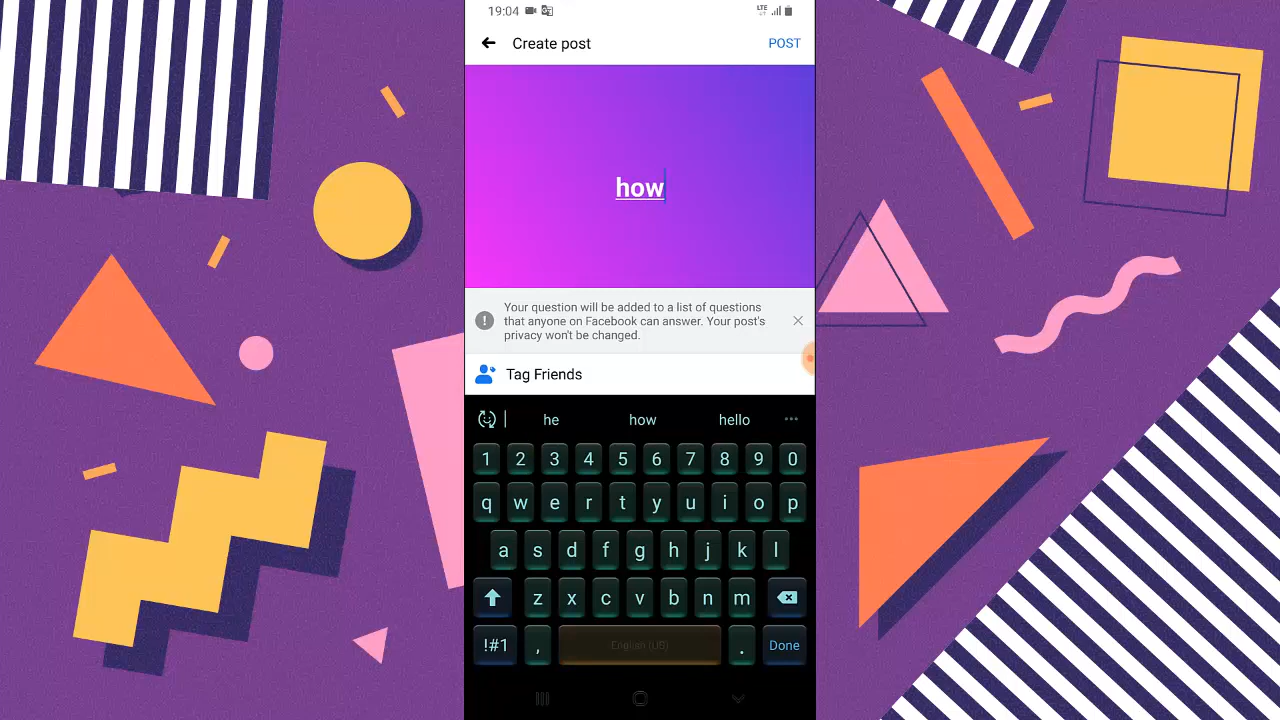 19:04
LTE
Create post
POST
how
Your question will be added to a list of questions
that anyone on Facebook can answer. Your post's
privacy won't be changed.
Tag Friends
he how hello
1 2 3 4 5 6 7 8 9 0
q w e r t y u i o p
a s d f g h j k l
z x c v b n m
!#1 , English (US) . Done